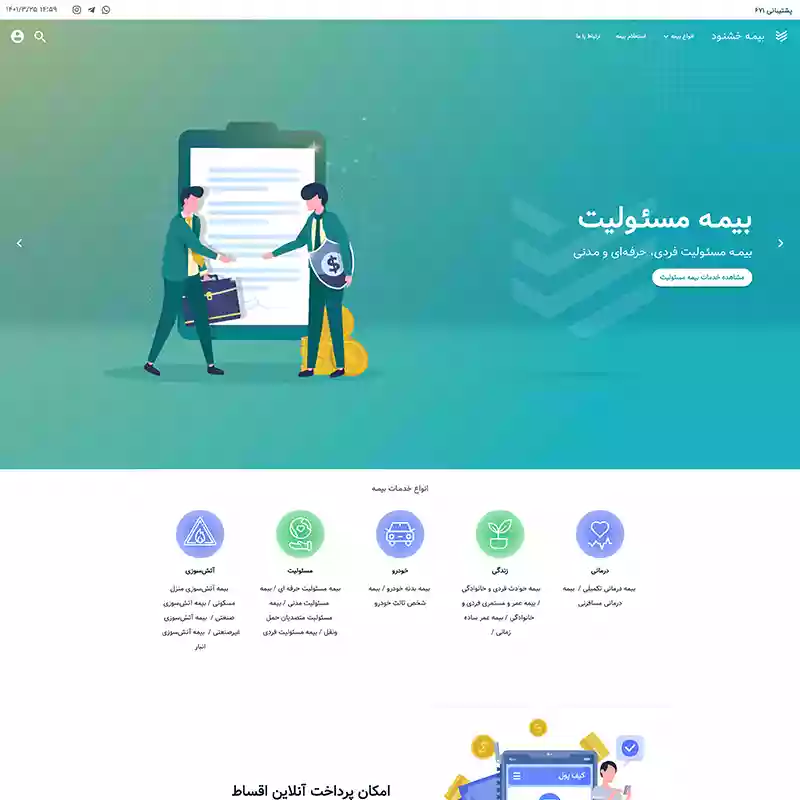 پشتیبانی ۶۷۱
۱۴۰۱/۳/۲۵ ۱۴:۵۹
بیمه خشنود
انواع بیمه
استعلام بیمه
ارتباط با ما
بیمه مسئولیت
بیمه مسئولیت فردی، حرفه‌ای و مدنی
مشاهده خدمات بیمه مسئولیت
$
انواع خدمات بیمه
درمانی
بیمه درمانی تکمیلی / بیمه
درمانی مسافرتی
زندگی
بیمه حوادث فردی و خانوادگی
/ بیمه عمر و مستمری فردی و
خانوادگی / بیمه عمر ساده
زمانی /
خودرو
بیمه بدنه خودرو / بیمه
شخص ثالث خودرو
مسئولیت
بیمه مسئولیت حرفه ای / بیمه
مسئولیت مدنی / بیمه
مسئولیت متصدیان حمل
ونقل / بیمه مسئولیت فردی
آتش‌سوزی
بیمه آتش‌سوزی منزل
مسکونی / بیمه آتش‌سوزی
صنعتی / بیمه آتش‌سوزی
غیرصنعتی / بیمه آتش‌سوزی
انبار
کیف پول
امکان پرداخت آنلاین اقساط